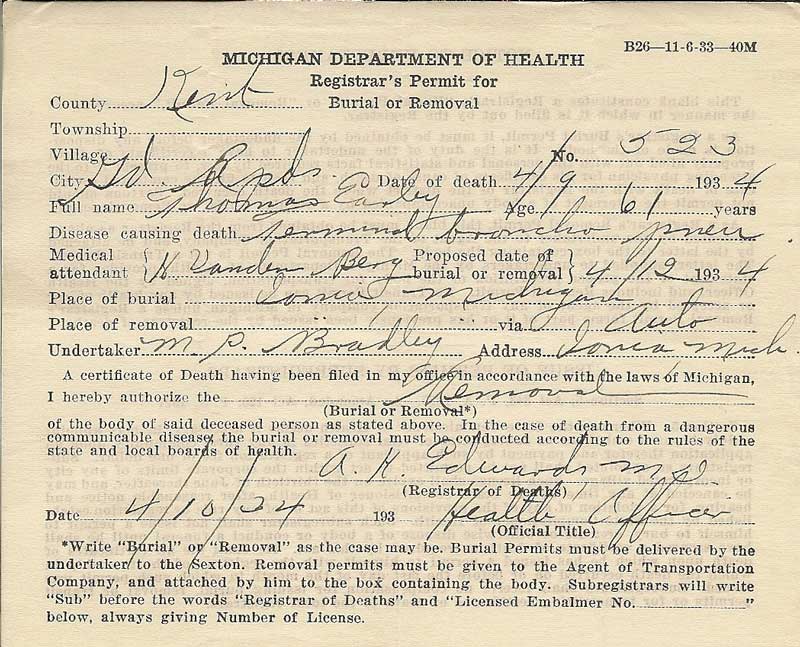 B26—11-6-33—40M
MICHIGAN DEPARTMENT OF HEALTH
Registrar's Permit for
County Kent Burial or Removal
Township
Village No. 523
City Gd. Rpds. Date of death 4/9 1934
Full name Thomas Earley Age 61 years
Disease causing death Terminal broncho pneu.
Medical attendant { K Vanden Berg Proposed date of burial or removal } 4/12 1934
Place of burial Ionia, Michigan
Place of removal via Auto
Undertaker M. P. Bradley Address Ionia Mich.
A certificate of Death having been filed in my office in accordance with the laws of Michigan,
I hereby authorize the Removal
(Burial or Removal*)
of the body of said deceased person as stated above. In the case of death from a dangerous
communicable disease, the burial or removal must be conducted according to the rules of the
state and local boards of health.
A. H. Edwards M D
(Registrar of Deaths)
Date 4/10/34 193 Health Officer
(Official Title)
*Write "Burial" or "Removal" as the case may be. Burial Permits must be delivered by the
undertaker to the Sexton. Removal permits must be given to the Agent of Transportation
Company, and attached by him to the box containing the body. Subregistrars will write
"Sub" before the words "Registrar of Deaths" and "Licensed Embalmer No. "
below, always giving Number of License.